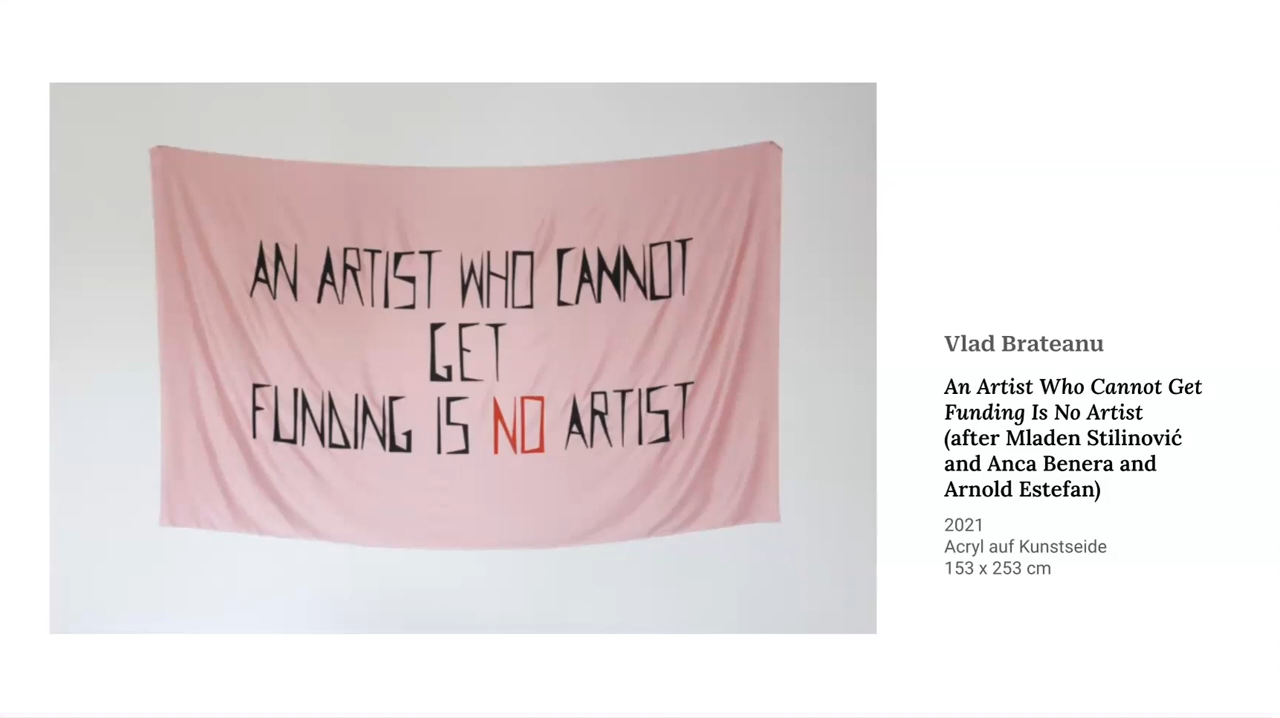 AN ARTIST WHO CANNOT
GET
FUNDING IS NO ARTIST
Vlad Brateanu
An Artist Who Cannot Get
Funding Is No Artist
(after Mladen Stilinović
and Anca Benera and
Arnold Estefan)
2021
Acryl auf Kunstseide
153 x 253 cm